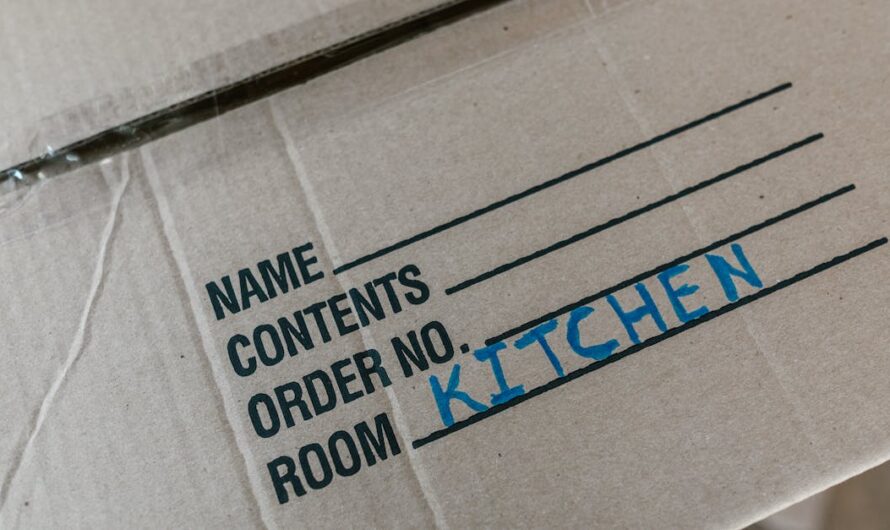 NAME
CONTENTS
ORDER NO.
ROOM KITCHEN